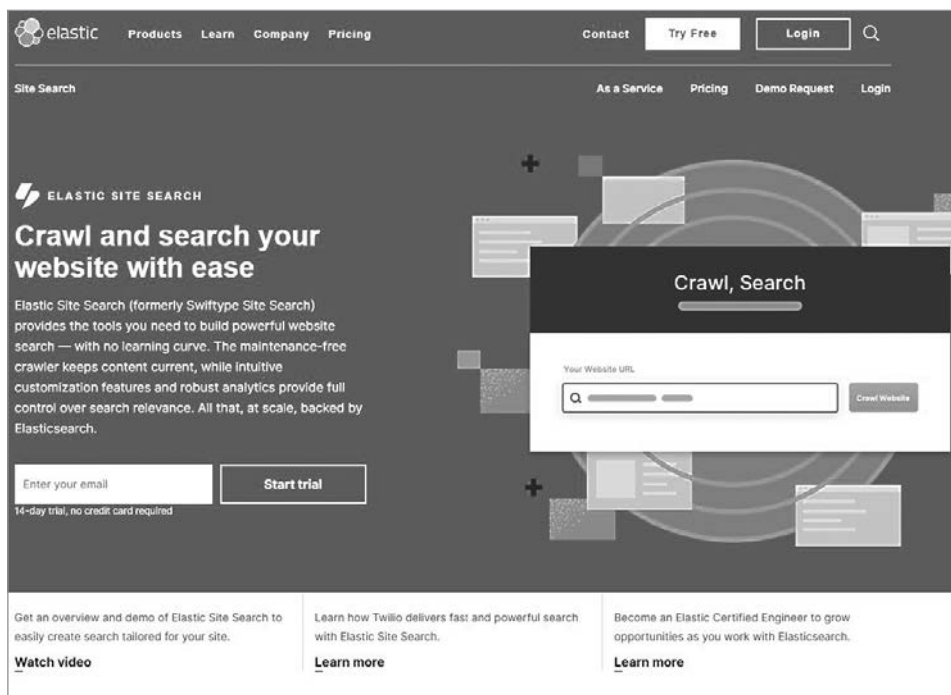 elastic Products Learn Company Pricing Contact Try Free Login
Site Search As a Service Pricing Demo Request Login
ELASTIC SITE SEARCH
Crawl and search your
website with ease
Elastic Site Search (formerly Swiftype Site Search)
provides the tools you need to build powerful website
search — with no learning curve. The maintenance-free
crawler keeps content current, while intuitive
customization features and robust analytics provide full
control over search relevance. All that, at scale, backed by
Elasticsearch.
Enter your email Start trial
14-day trial, no credit card required
Crawl, Search
Your Website URL
Crawl Website
Get an overview and demo of Elastic Site Search to
easily create search tailored for your site.
Watch video
Learn how Twilio delivers fast and powerful search
with Elastic Site Search.
Learn more
Become an Elastic Certified Engineer to grow
opportunities as you work with Elasticsearch.
Learn more